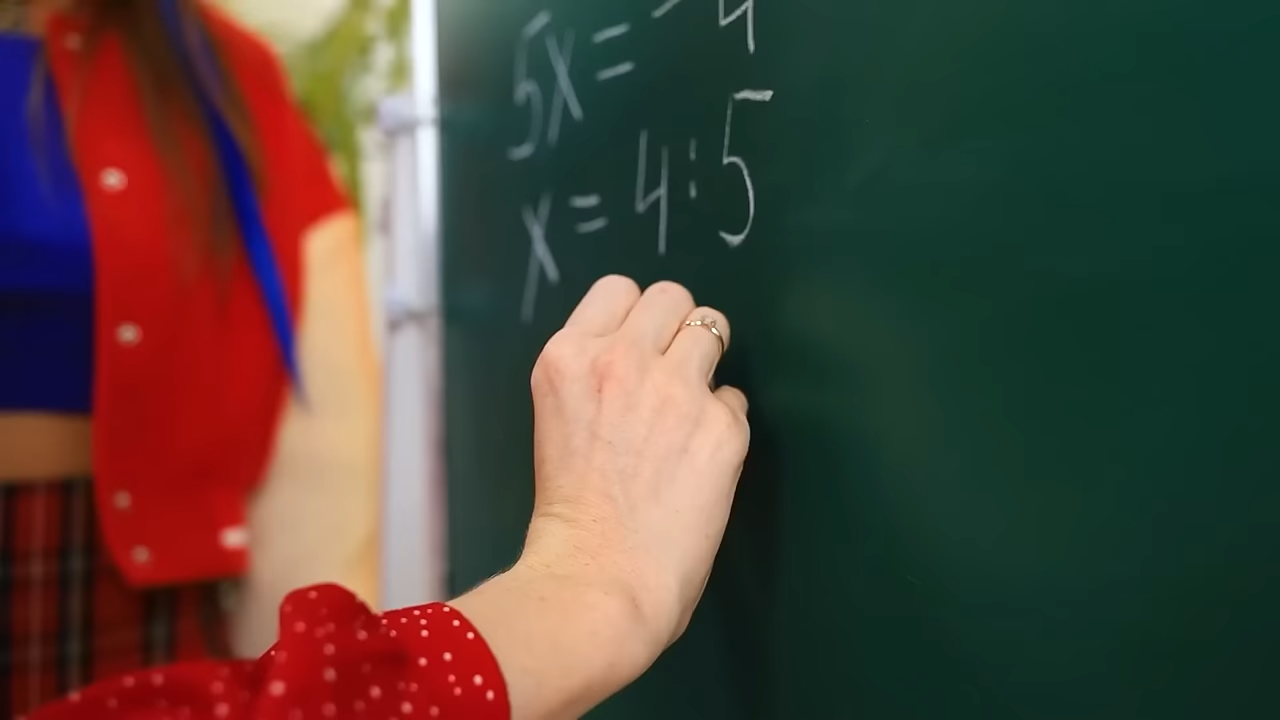 5x = - 4
x = 4 : 5